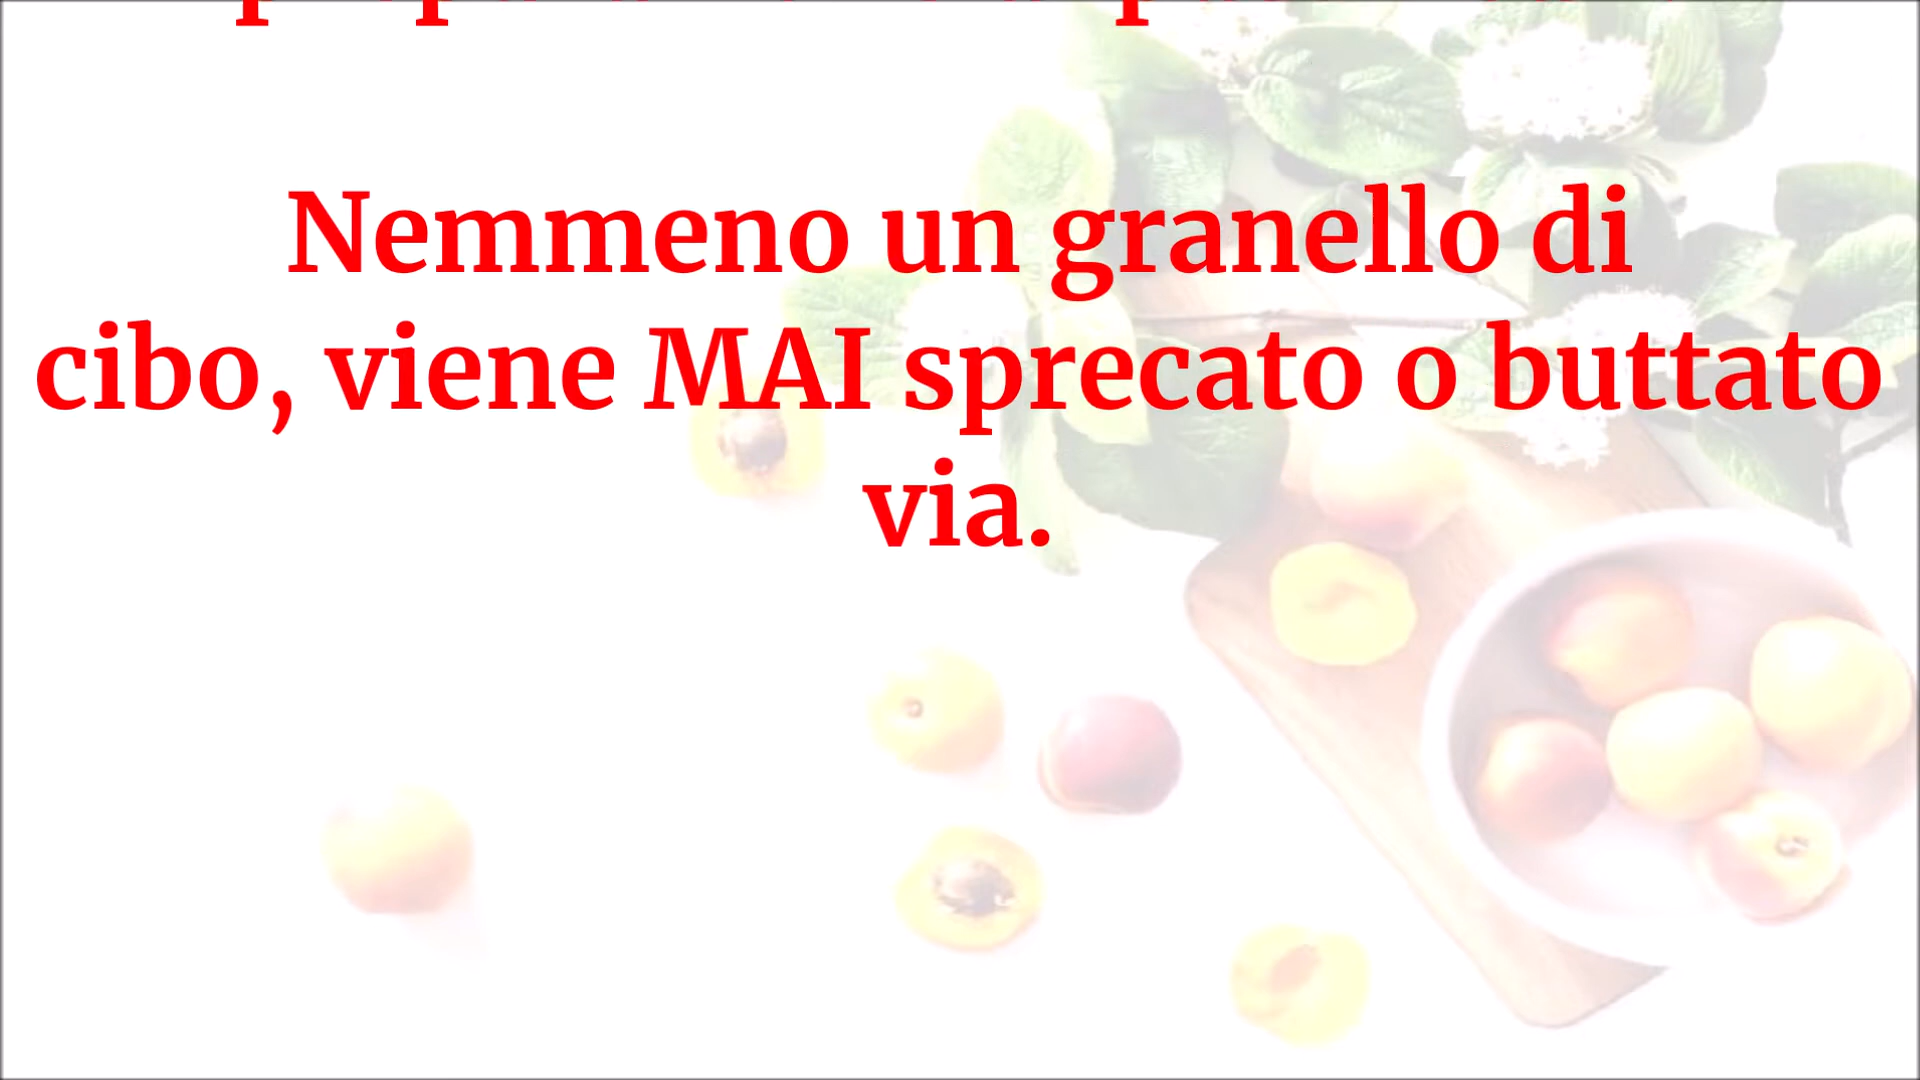 Nemmeno un granello di
cibo, viene MAI sprecato o buttato
via.